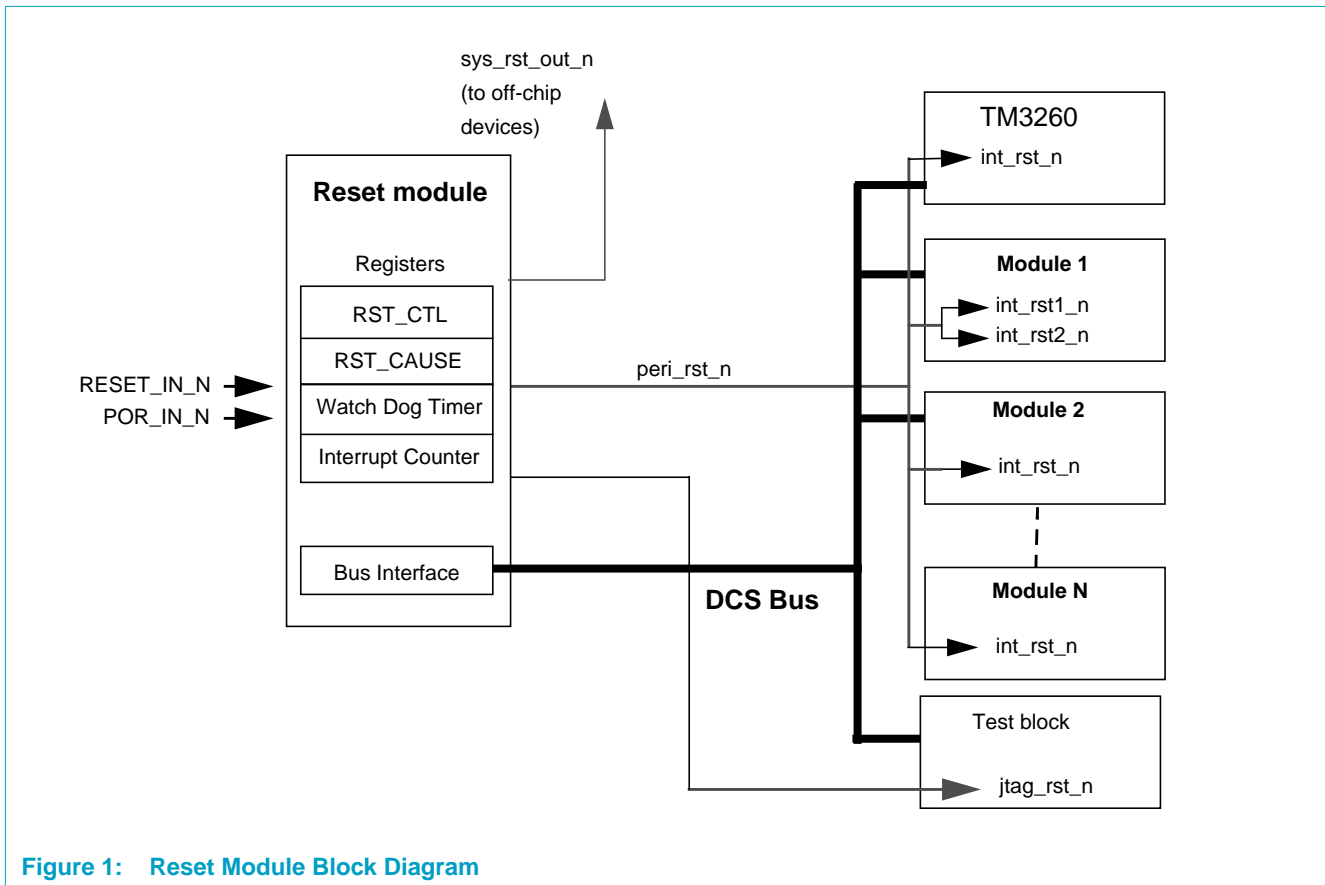 sys_rst_out_n
(to off-chip
devices)
Reset module
Registers
RST_CTL
RST_CAUSE
Watch Dog Timer
Interrupt Counter
Bus Interface
RESET_IN_N
POR_IN_N
peri_rst_n
DCS Bus
TM3260
int_rst_n
Module 1
int_rst1_n
int_rst2_n
Module 2
int_rst_n
Module N
int_rst_n
Test block
jtag_rst_n
Figure 1: Reset Module Block Diagram